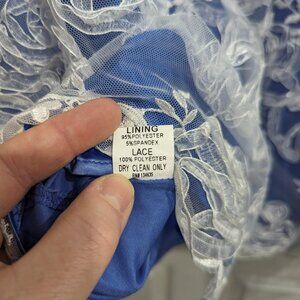 LINING
95% POLYESTER
5% SPANDEX
LACE
100% POLYESTER
DRY CLEAN ONLY